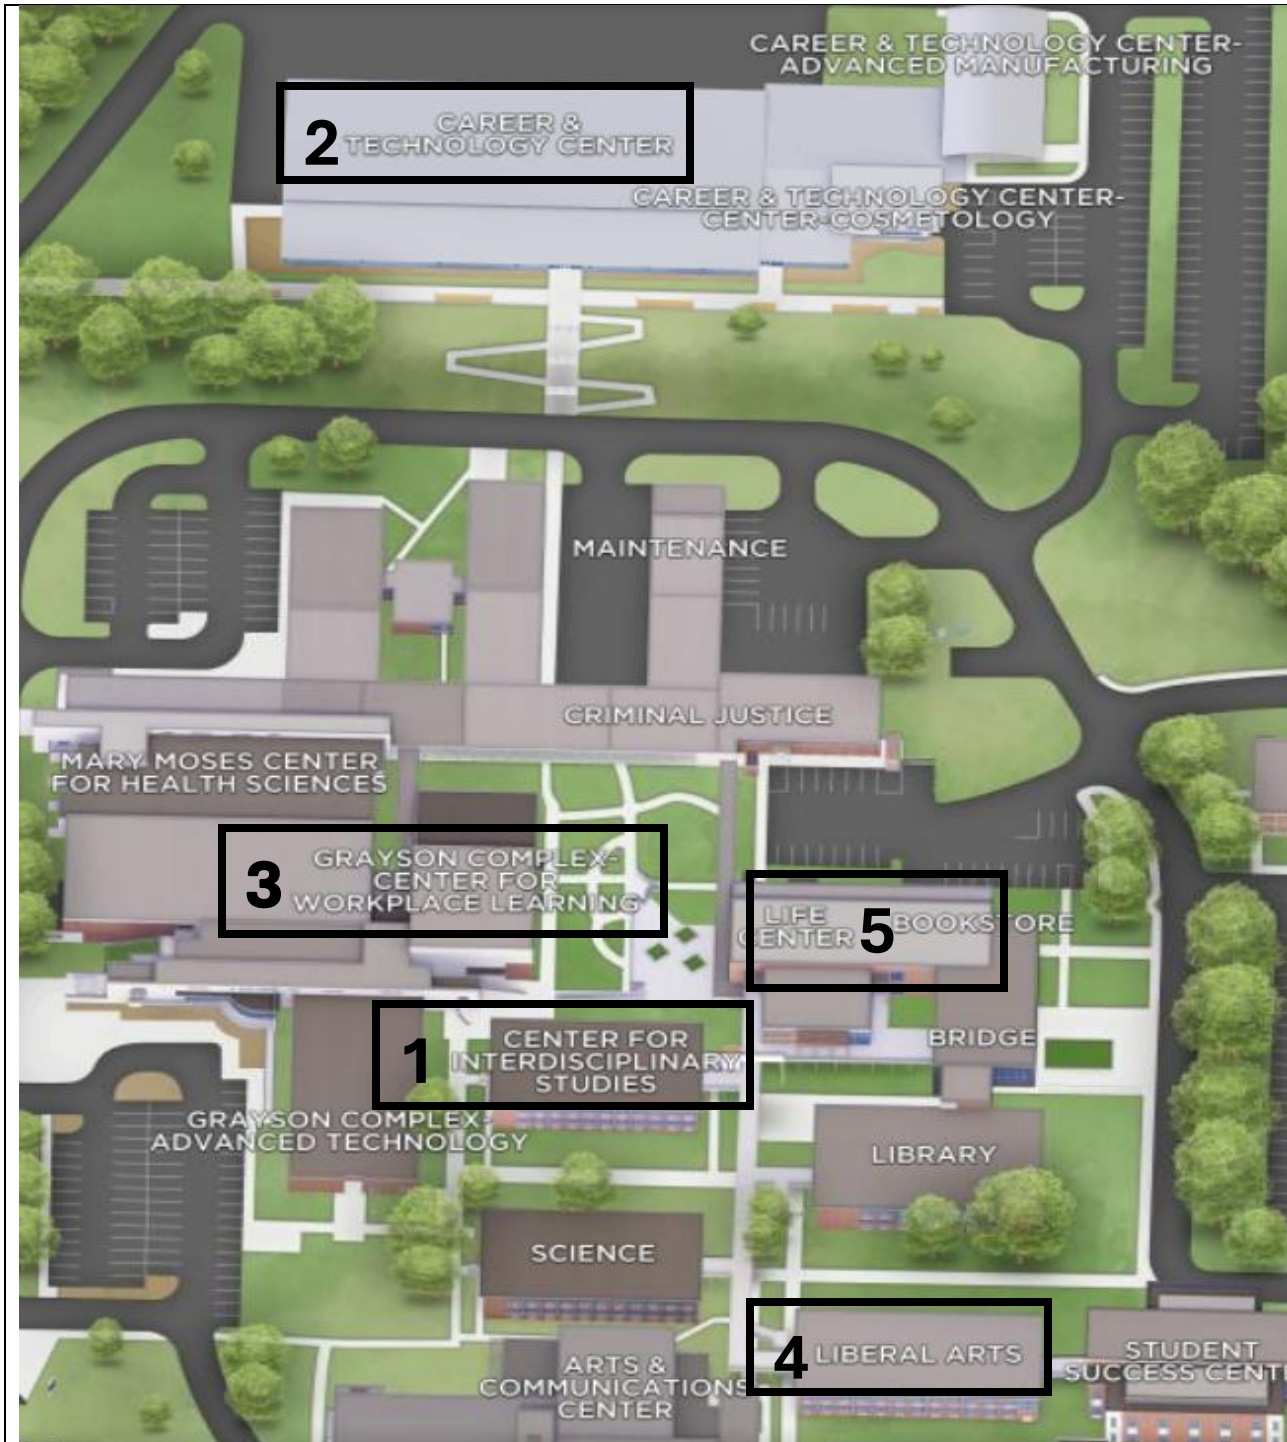 CAREER & TECHNOLOGY CENTER-
ADVANCED MANUFACTURING
2
CAREER &
TECHNOLOGY CENTER
CAREER & TECHNOLOGY CENTER-
CENTER-COSMETOLOGY
MAINTENANCE
CRIMINAL JUSTICE
MARY MOSES CENTER
FOR HEALTH SCIENCES
3
GRAYSON COMPLEX-
CENTER FOR
WORKPLACE LEARNING
LIFE
CENTER
5
BOOKSTORE
1
CENTER FOR
INTERDISCIPLINARY
STUDIES
BRIDGE
GRAYSON COMPLEX-
ADVANCED TECHNOLOGY
LIBRARY
SCIENCE
4
LIBERAL ARTS
ARTS &
COMMUNICATIONS
CENTER
STUDENT
SUCCESS CENT